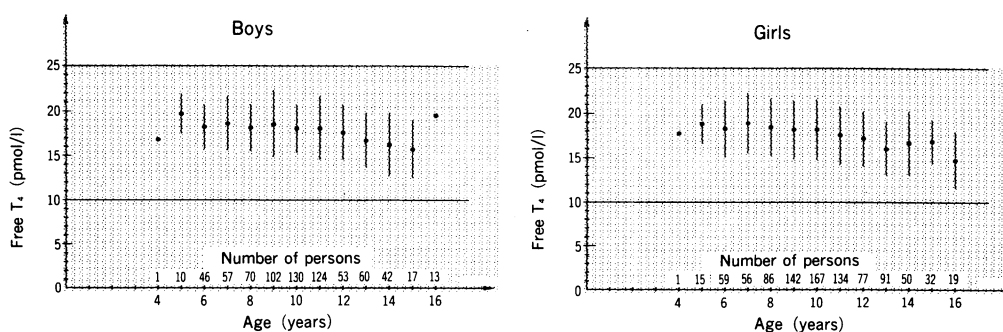 Boys
Free T₄ (pmol/l)
25
20
15
10
5
0
Number of persons
1 10 46 57 70 102 130 124 53 60 42 17 13
4 6 8 10 12 14 16
Age (years)
Girls
Free T₄ (pmol/l)
25
20
15
10
5
0
Number of persons
1 15 59 56 86 142 167 134 77 91 50 32 19
4 6 8 10 12 14 16
Age (years)